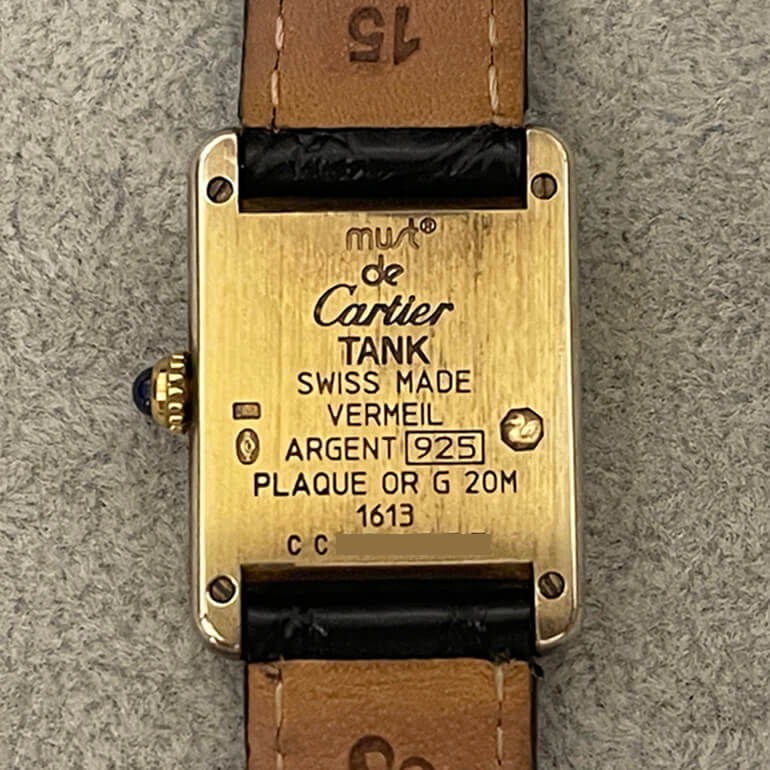 15
must®
de
Cartier
TANK
SWISS MADE
VERMEIL
ARGENT 925
PLAQUE OR G 20M
1613
CC